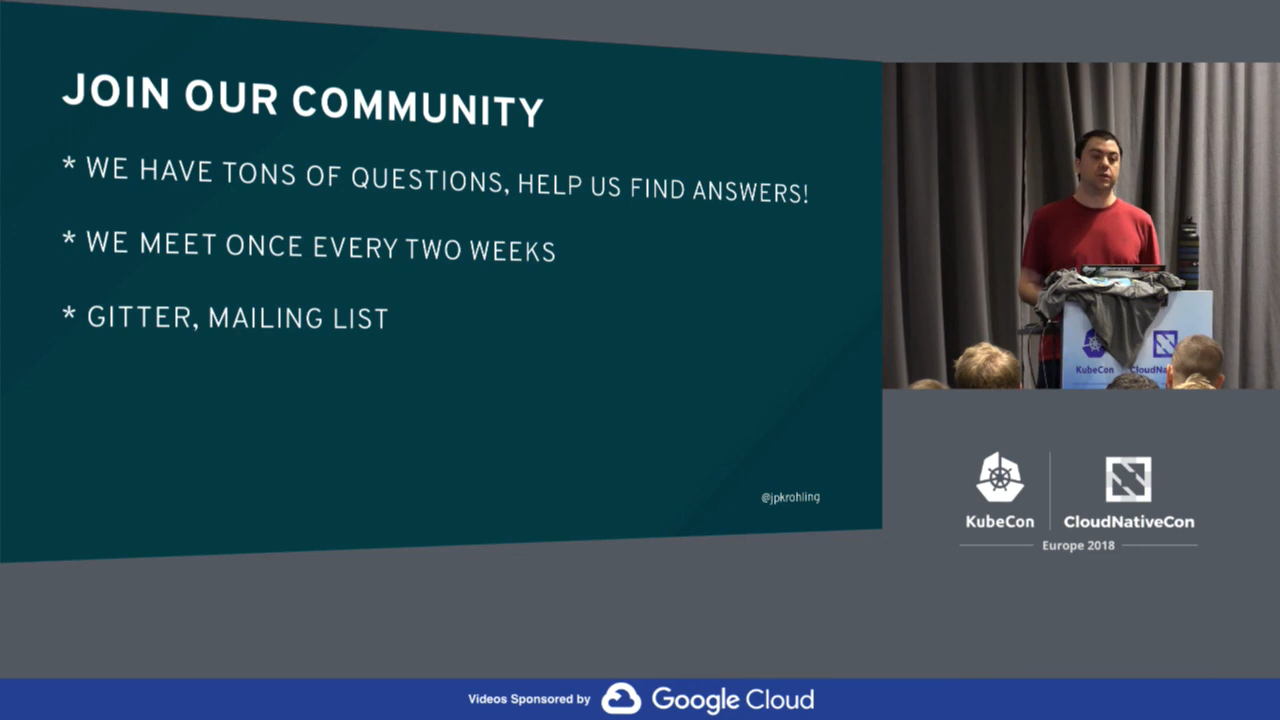 JOIN OUR COMMUNITY
* WE HAVE TONS OF QUESTIONS, HELP US FIND ANSWERS!
* WE MEET ONCE EVERY TWO WEEKS
* GITTER, MAILING LIST
@jpkrohling
KubeCon
KubeCon
CloudNativeCon
Europe 2018
Videos Sponsored by Google Cloud